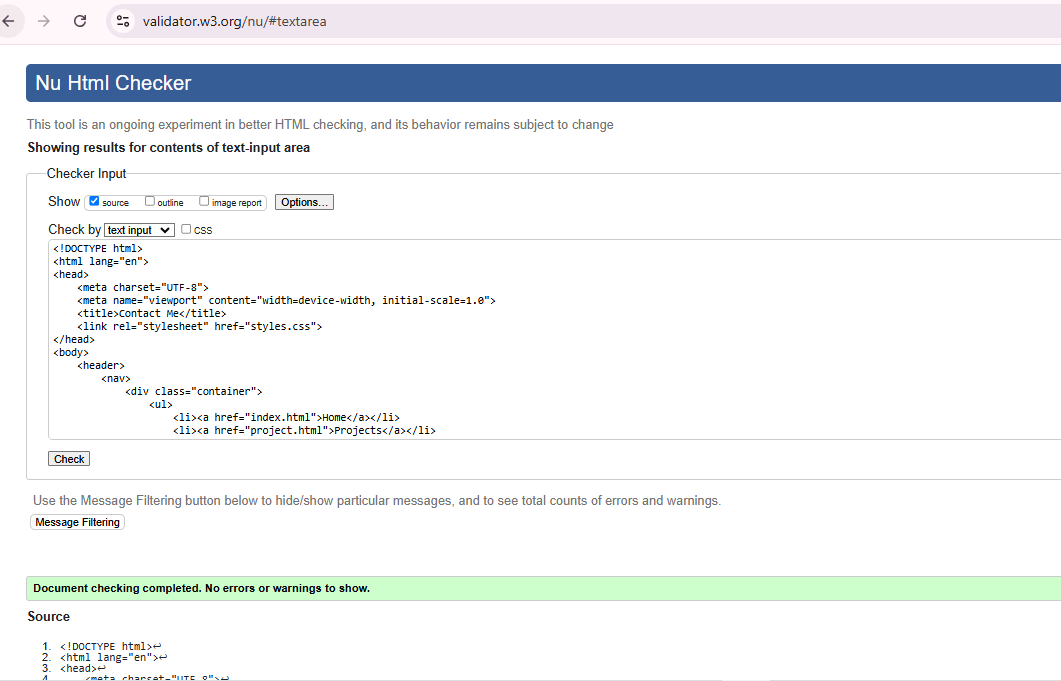 validator.w3.org/nu/#textarea
Nu Html Checker
This tool is an ongoing experiment in better HTML checking, and its behavior remains subject to change
Showing results for contents of text-input area
Checker Input
Show source outline image report Options...
Check by text input css
<!DOCTYPE html>
<html lang="en">
<head>
    <meta charset="UTF-8">
    <meta name="viewport" content="width=device-width, initial-scale=1.0">
    <title>Contact Me</title>
    <link rel="stylesheet" href="styles.css">
</head>
<body>
    <header>
        <nav>
            <div class="container">
                <ul>
                    <li><a href="index.html">Home</a></li>
                    <li><a href="project.html">Projects</a></li>
Check
Use the Message Filtering button below to hide/show particular messages, and to see total counts of errors and warnings.
Message Filtering
Document checking completed. No errors or warnings to show.
Source
1. <!DOCTYPE html>↩
2. <html lang="en">↩
3. <head>↩
4.     <meta charset="UTF-8">↩